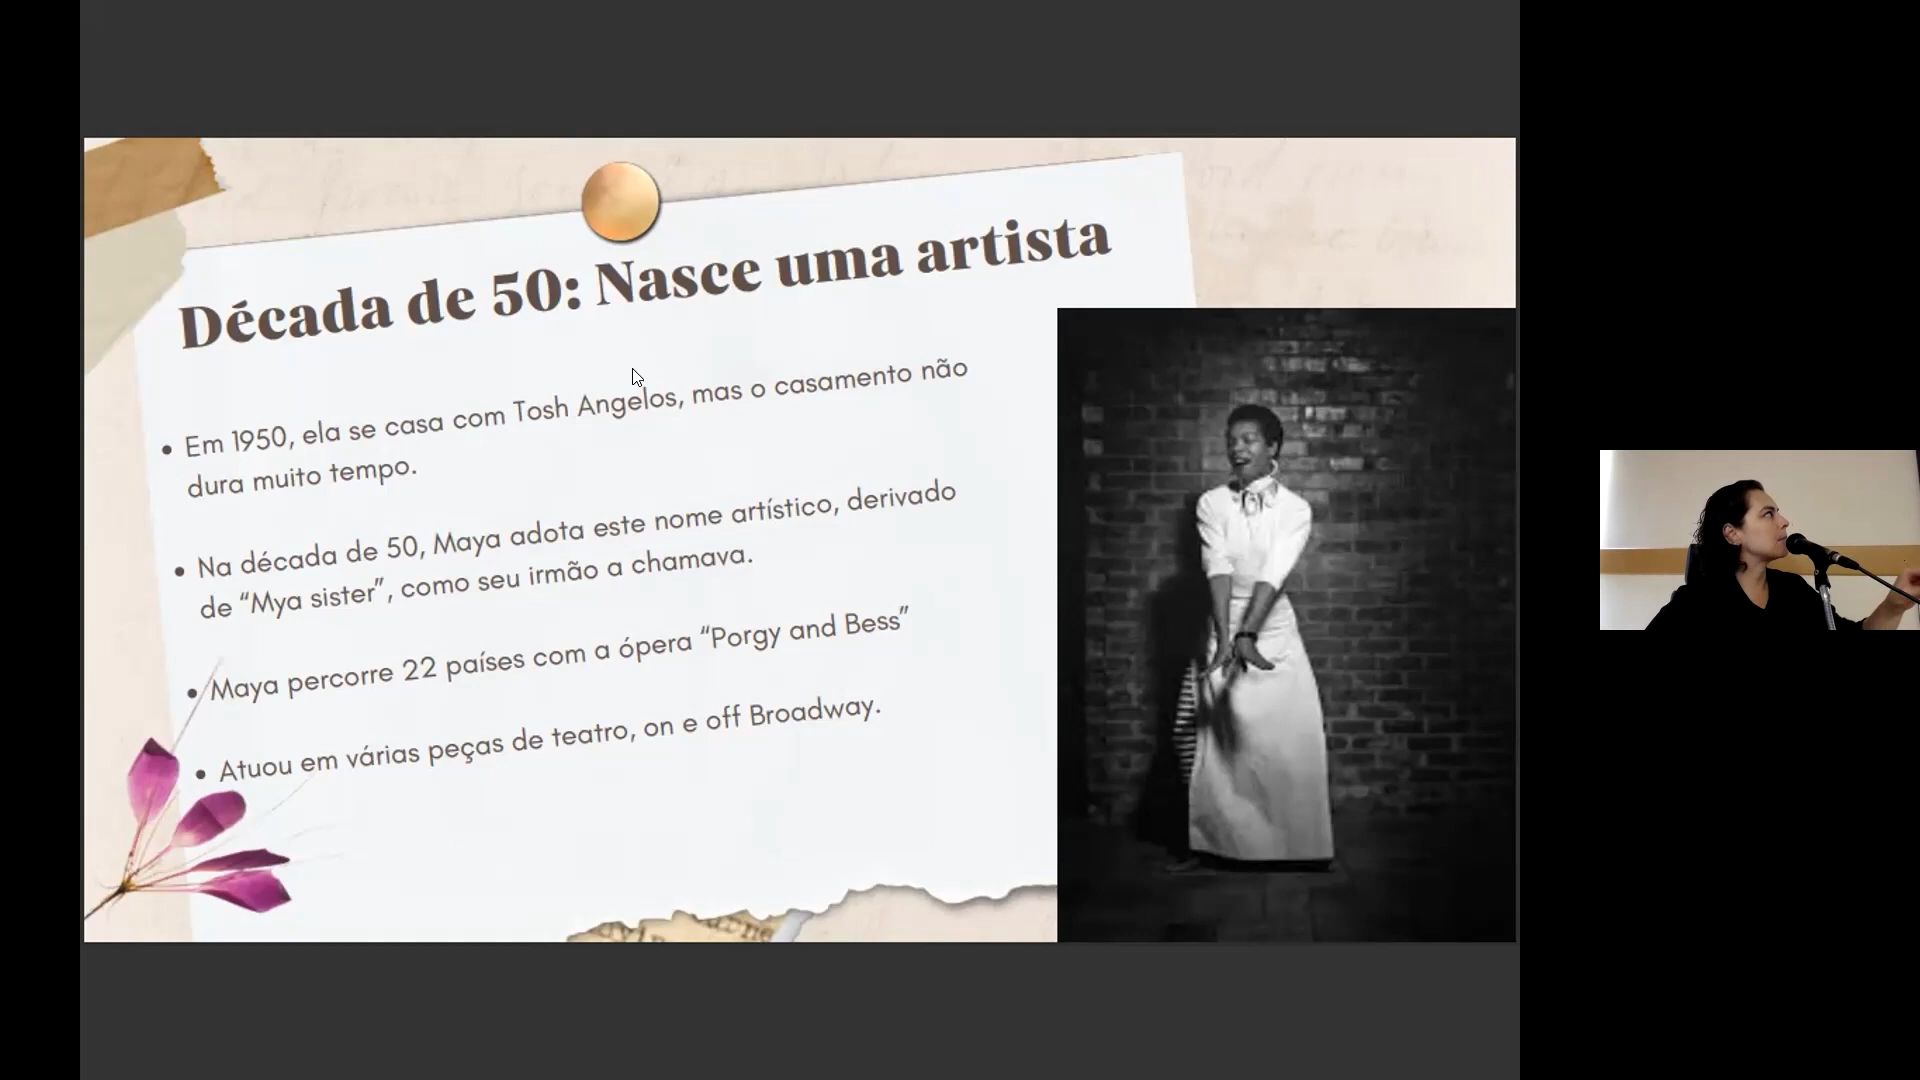 Década de 50: Nasce uma artista
• Em 1950, ela se casa com Tosh Angelos, mas o casamento não
dura muito tempo.
• Na década de 50, Maya adota este nome artístico, derivado
de “Mya sister”, como seu irmão a chamava.
• Maya percorre 22 países com a ópera “Porgy and Bess”
• Atuou em várias peças de teatro, on e off Broadway.